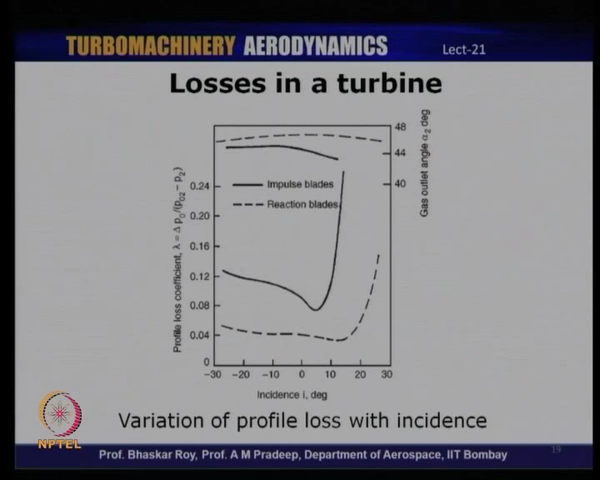 TURBOMACHINERY AERODYNAMICS Lect-21
Losses in a turbine
Profile loss coefficient, λ = Δ p₀/(p₀₂ − p₂)
0.24
0.20
0.16
0.12
0.08
0.04
0
48
44
40
Gas outlet angle α₂ deg
Impulse blades
Reaction blades
-30 -20 -10 0 10 20 30
Incidence i, deg
Variation of profile loss with incidence
NPTEL
Prof. Bhaskar Roy, Prof. A M Pradeep, Department of Aerospace, IIT Bombay
19